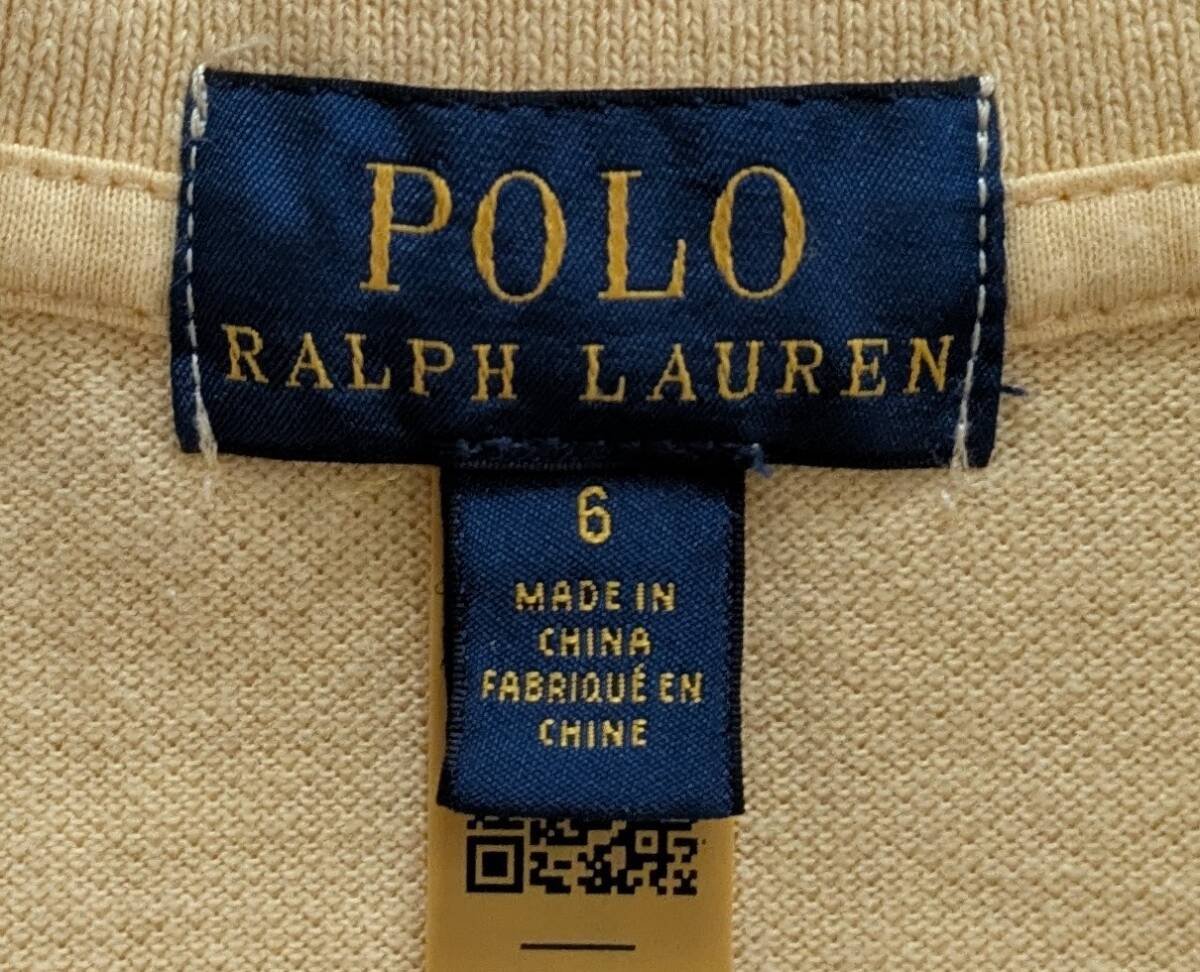 POLO
RALPH LAUREN
6
MADE IN
CHINA
FABRIQUÉ EN
CHINE